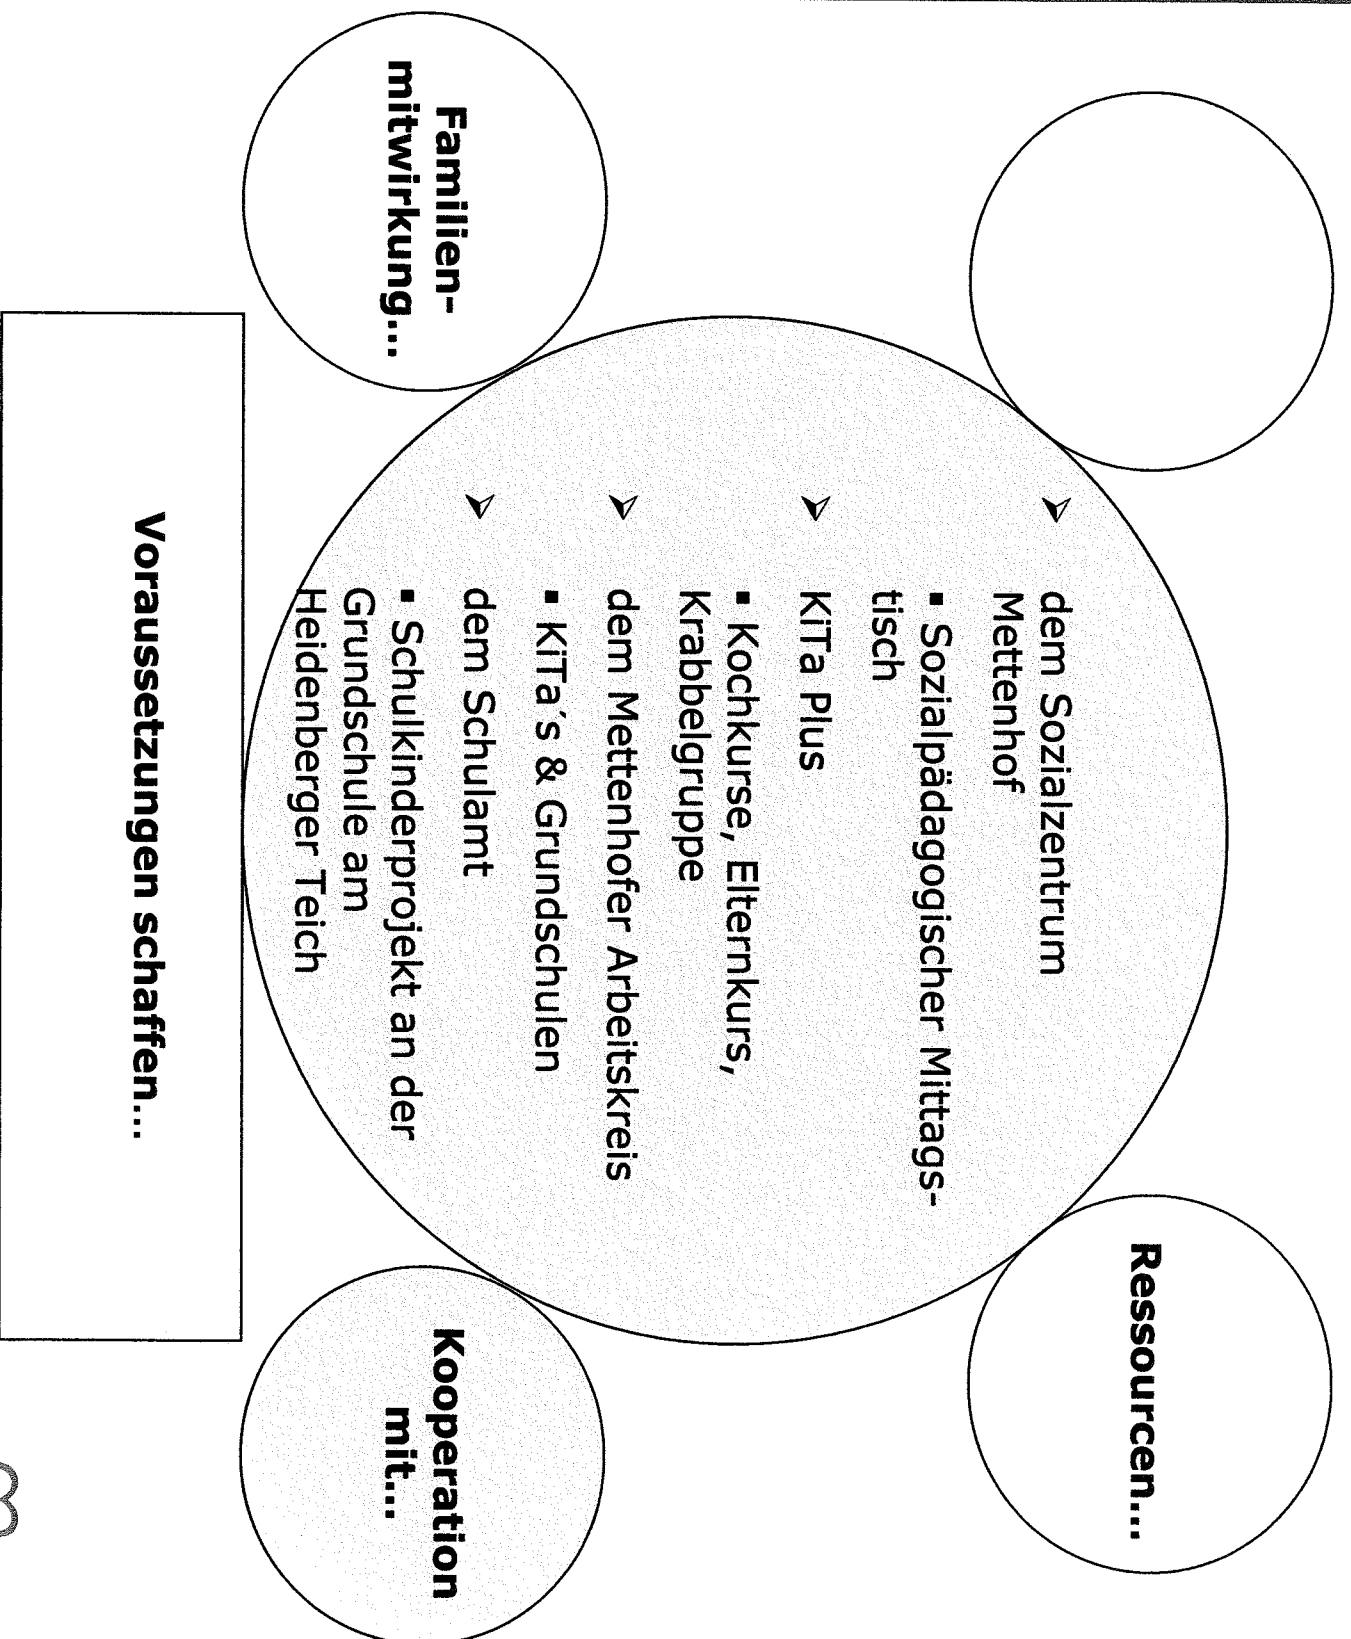 Ressourcen...
➢ dem Sozialzentrum
Mettenhof
▪ Sozialpädagogischer Mittags-
tisch
➢ KiTa Plus
▪ Kochkurse, Elternkurs,
Krabbelgruppe
➢ dem Mettenhofer Arbeitskreis
▪ KiTa´s & Grundschulen
➢ dem Schulamt
▪ Schulkinderprojekt an der
Grundschule am
Heidenberger Teich
Familien-
mitwirkung...
Kooperation
mit...
Voraussetzungen schaffen...